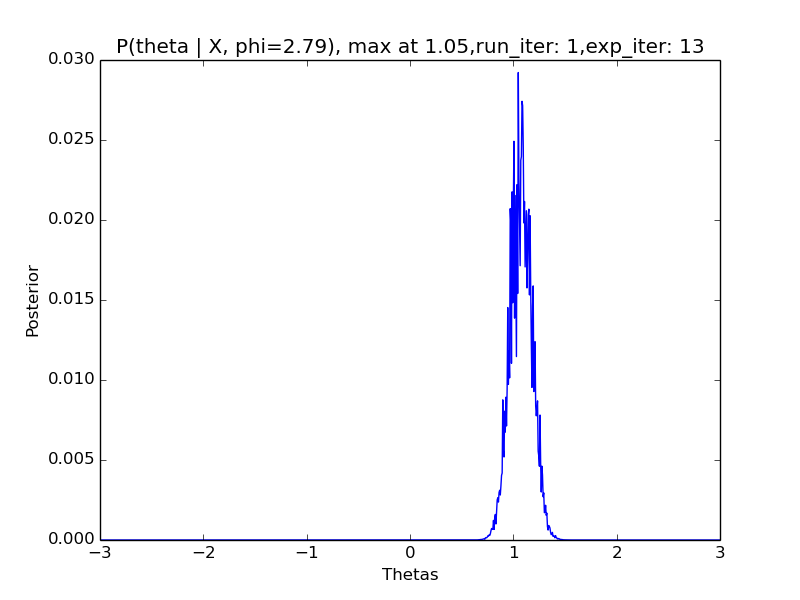 P(theta | X, phi=2.79), max at 1.05,run_iter: 1,exp_iter: 13
0.030
0.025
0.020
0.015
0.010
0.005
0.000
Posterior
−3 −2 −1 0 1 2 3
Thetas